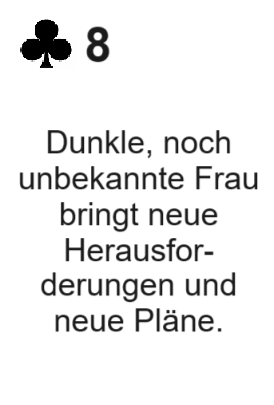 ♣ 8
Dunkle, noch
unbekannte Frau
bringt neue
Herausfor-
derungen und
neue Pläne.